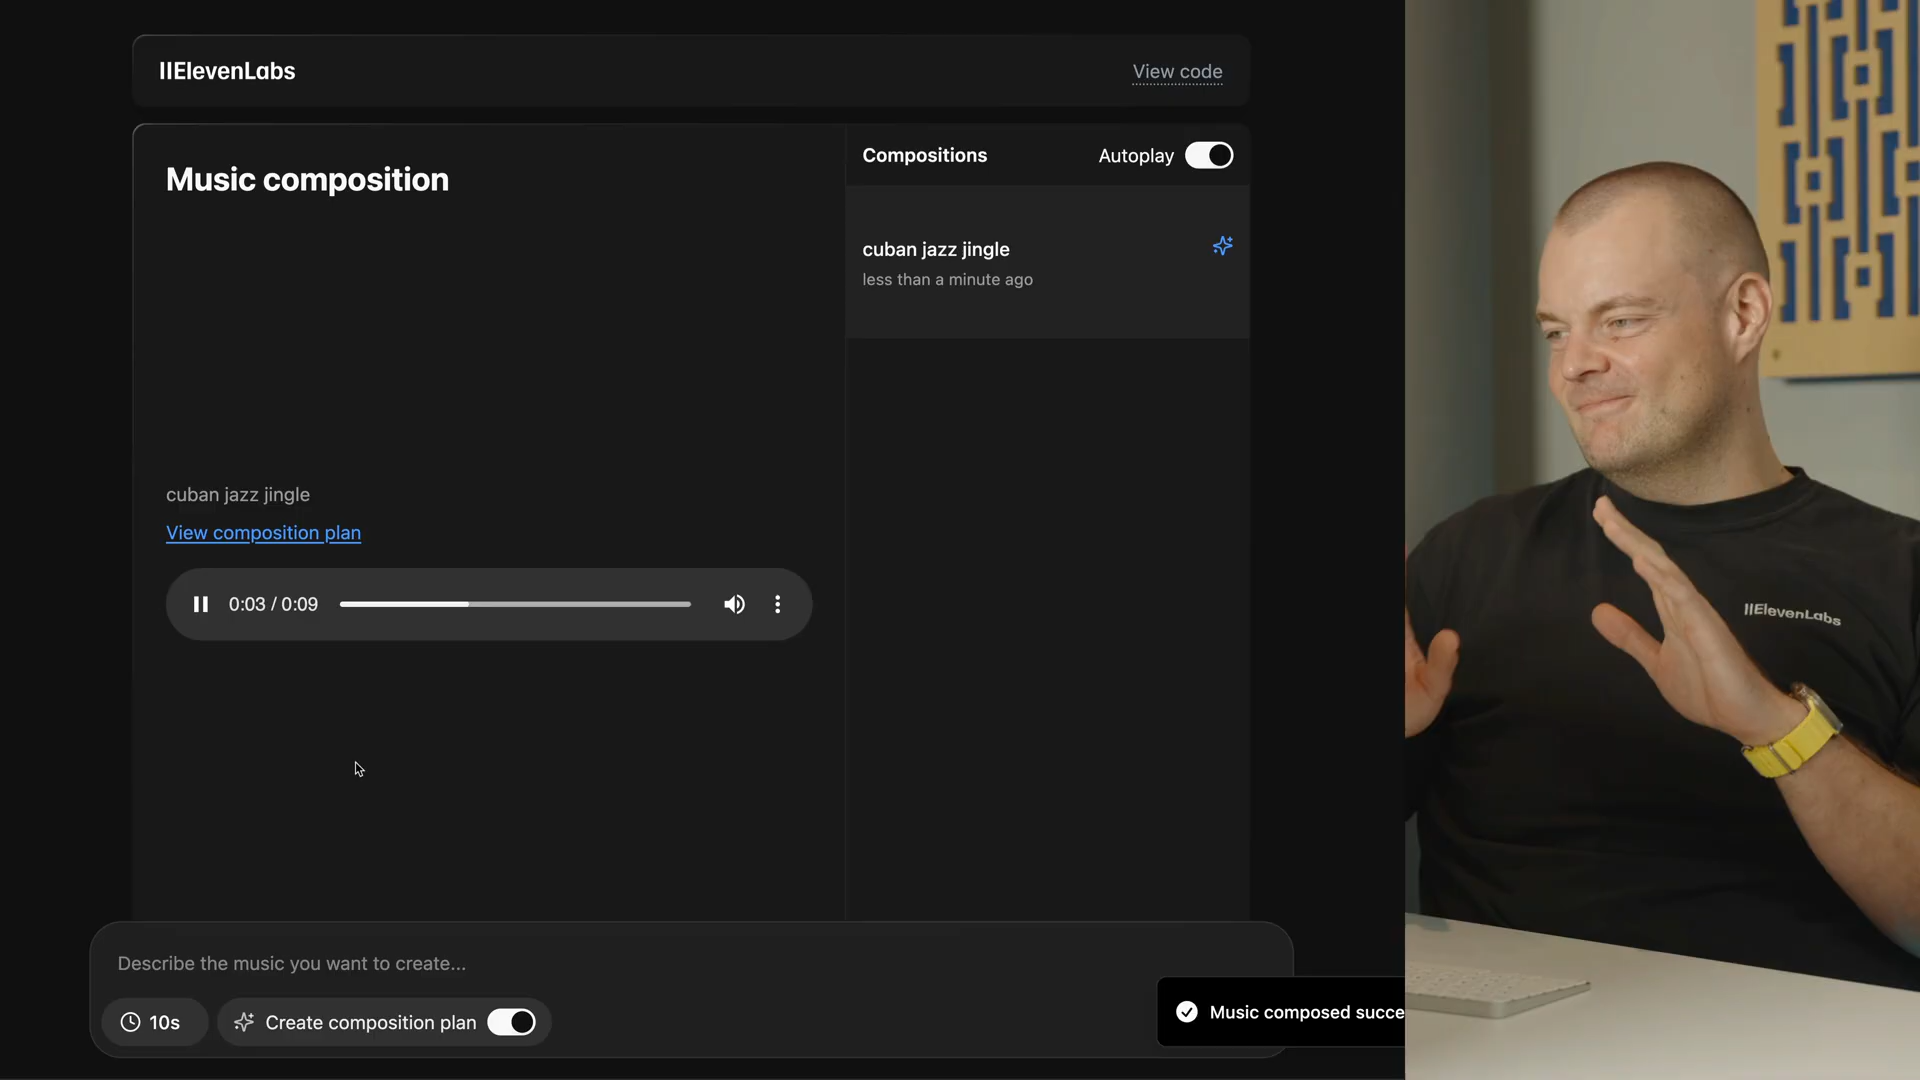 IIElevenLabs
View code
Music composition
Compositions
Autoplay
cuban jazz jingle
less than a minute ago
cuban jazz jingle
View composition plan
0:03 / 0:09
Describe the music you want to create...
10s
Create composition plan
Music composed succe
IIElevenLabs